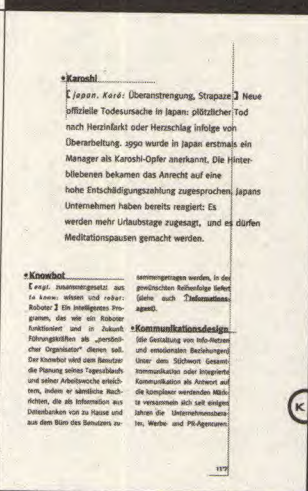 •Karoshi
[Japan. Karō: Überanstrengung, Strapaze] Neue
offizielle Todesursache in Japan: plötzlicher Tod
nach Herzinfarkt oder Herzschlag infolge von
Überarbeitung. 1990 wurde in Japan erstmals ein
Manager als Karoshi-Opfer anerkannt. Die Hinter-
bliebenen bekamen das Anrecht auf eine
hohe Entschädigungszahlung zugesprochen. Japans
Unternehmen haben bereits reagiert: Es
werden mehr Urlaubstage zugesagt, und es dürfen
Meditationspausen gemacht werden.
•Knowbot
[engl. zusammengesetzt aus
to know: wissen und robot:
Roboter] Ein intelligentes Pro-
gramm, das wie ein Roboter
funktioniert und in Zukunft
Führungskräften als „persönli-
cher Organisator" dienen soll.
Der Knowbot wird dem Benutzer
die Planung seines Tagesablaufs
und seiner Arbeitswoche erleich-
tern, indem er sämtliche Nach-
richten, die als Information aus
Datenbanken von zu Hause und
aus dem Büro des Benutzers zu-
sammengetragen werden, in der
gewünschten Reihenfolge liefert
(siehe auch ↑Informations-
agent).
•Kommunikationsdesign
(die Gestaltung von Info-Netzen
und emotionalen Beziehungen)
Unter dem Stichwort Gesamt-
kommunikation oder Integrierte
Kommunikation als Antwort auf
die komplexer werdenden Märk-
te versammeln sich seit einigen
Jahren die Unternehmensbera-
ter, Werbe- und PR-Agenturen
K
117